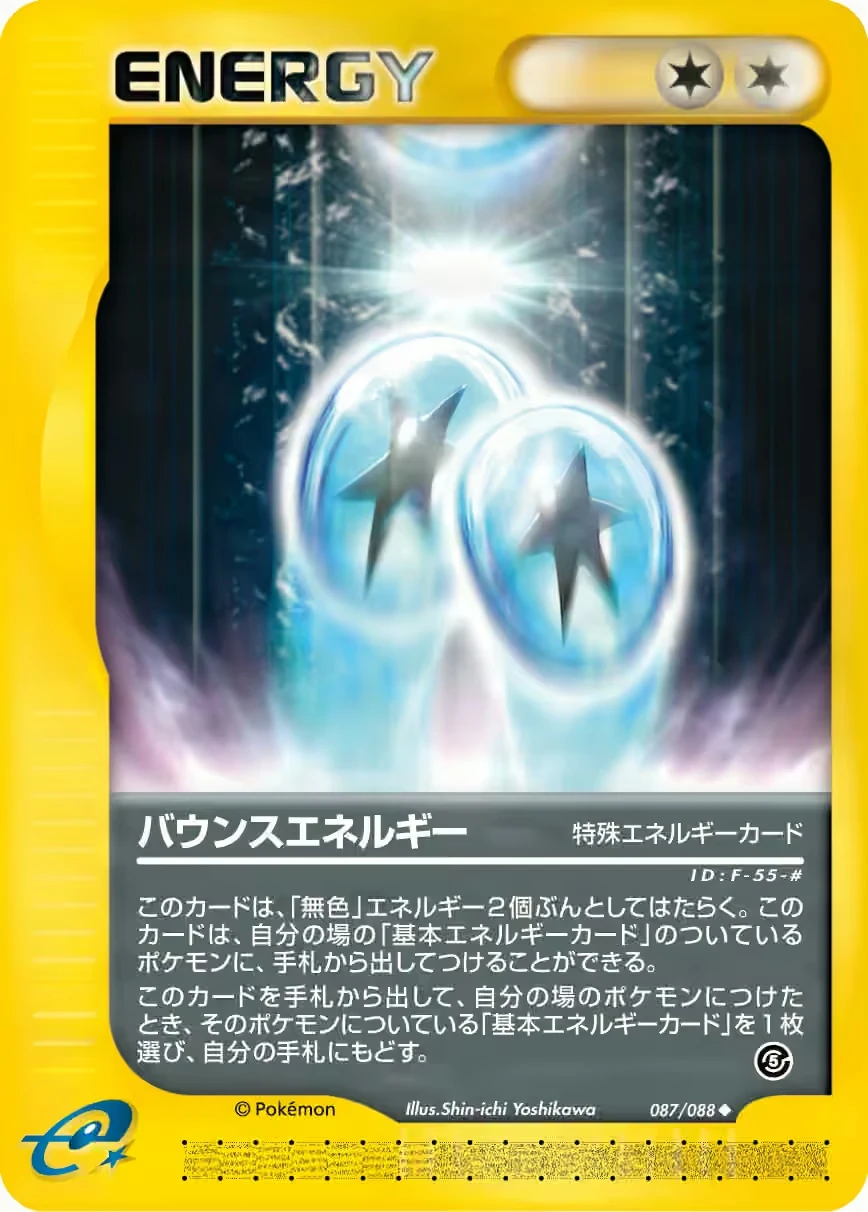 ENERGY
バウンスエネルギー
特殊エネルギーカード
ID:F-55-#
このカードは、「無色」エネルギー2個ぶんとしてはたらく。この
カードは、自分の場の「基本エネルギーカード」のついている
ポケモンに、手札から出してつけることができる。
このカードを手札から出して、自分の場のポケモンにつけた
とき、そのポケモンについている「基本エネルギーカード」を1枚
選び、自分の手札にもどす。
5
© Pokémon
Illus.Shin-ichi Yoshikawa
087/088◆
e